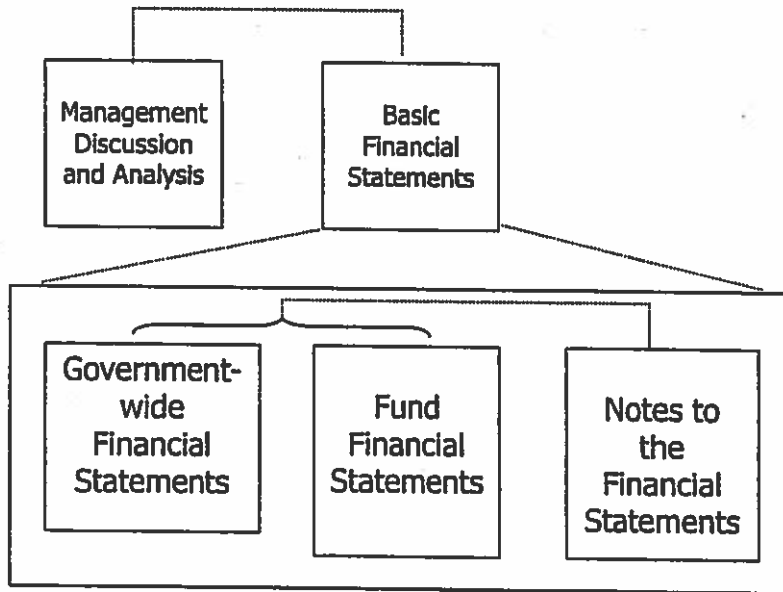 Management
Discussion
and Analysis
Basic
Financial
Statements
Government-
wide
Financial
Statements
Fund
Financial
Statements
Notes to
the
Financial
Statements